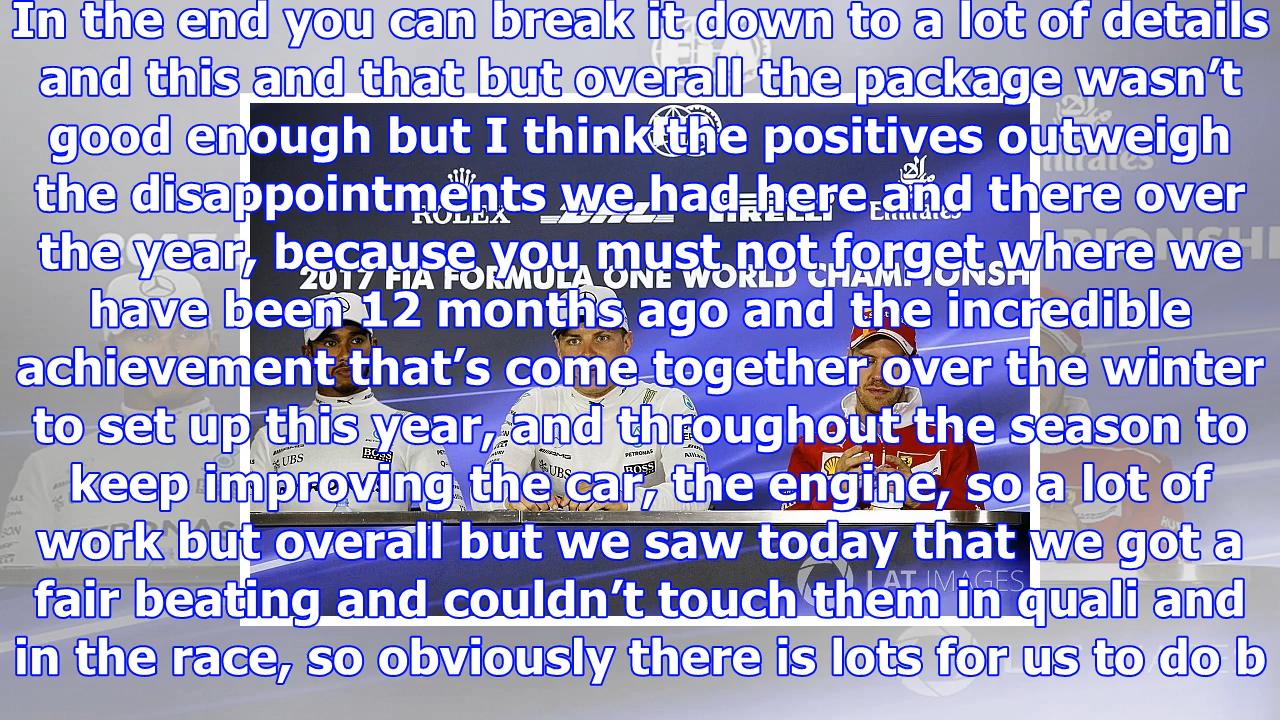 In the end you can break it down to a lot of details
and this and that but overall the package wasn’t
good enough but I think the positives outweigh
the disappointments we had here and there over
the year, because you must not forget where we
have been 12 months ago and the incredible
achievement that’s come together over the winter
to set up this year, and throughout the season to
keep improving the car, the engine, so a lot of
work but overall but we saw today that we got a
fair beating and couldn’t touch them in quali and
in the race, so obviously there is lots for us to do b
FIA
ROLEX DHL PIRELLI Emirates
2017 FIA FORMULA ONE WORLD CHAMPIONSH
UBS BOSS
AMG UBS PETRONAS BOSS
LAT IMAGES